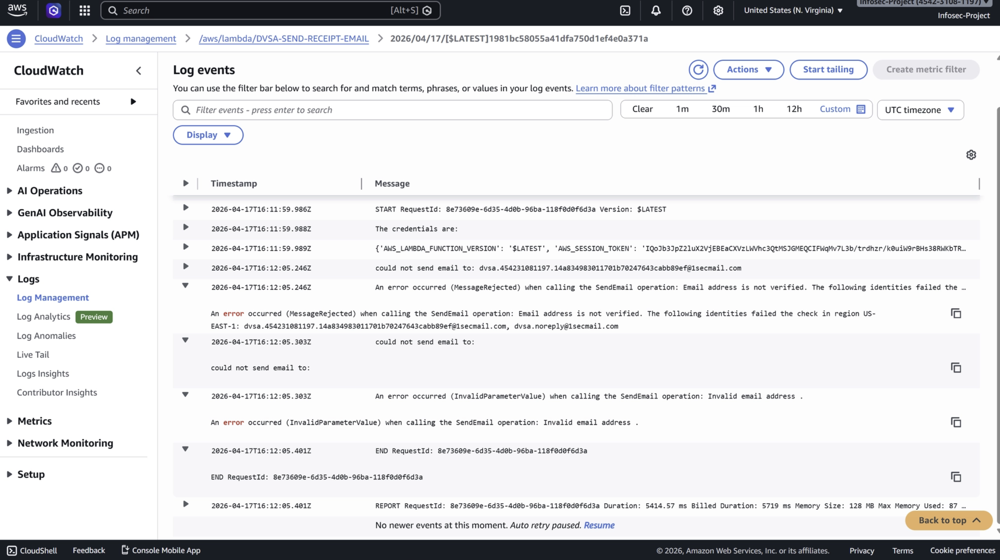 aws
Search [Alt+S]
United States (N. Virginia)
Infosec-Project (4542-3108-1197)
Infosec-Project
CloudWatch
Log management
/aws/lambda/DVSA-SEND-RECEIPT-EMAIL
2026/04/17/[$LATEST]1981bc58055a41dfa750d1ef4e0a371a
CloudWatch
Favorites and recents
Ingestion
Dashboards
Alarms 0 0 0
AI Operations
GenAI Observability
Application Signals (APM)
Infrastructure Monitoring
Logs
Log Management
Log Analytics Preview
Log Anomalies
Live Tail
Logs Insights
Contributor Insights
Metrics
Network Monitoring
Setup
Log events
Actions
Start tailing
Create metric filter
You can use the filter bar below to search for and match terms, phrases, or values in your log events. Learn more about filter patterns
Filter events - press enter to search
Clear 1m 30m 1h 12h Custom
UTC timezone
Display
Timestamp Message
2026-04-17T16:11:59.986Z START RequestId: 8e73609e-6d35-4d0b-96ba-118f0d0f6d3a Version: $LATEST
2026-04-17T16:11:59.988Z The credentials are:
2026-04-17T16:11:59.989Z {'AWS_LAMBDA_FUNCTION_VERSION': '$LATEST', 'AWS_SESSION_TOKEN': 'IQoJb3JpZ2luX2VjEBEaCXVzLWVhc3QtMSJGMEQCIFWqMv7L3b/trdhzr/k0uiW9rBHs38RWKbTR…
2026-04-17T16:12:05.246Z could not send email to: dvsa.454231081197.14a834983011701b70247643cabb89ef@1secmail.com
2026-04-17T16:12:05.246Z An error occurred (MessageRejected) when calling the SendEmail operation: Email address is not verified. The following identities failed the …
An error occurred (MessageRejected) when calling the SendEmail operation: Email address is not verified. The following identities failed the check in region US-
EAST-1: dvsa.454231081197.14a834983011701b70247643cabb89ef@1secmail.com, dvsa.noreply@1secmail.com
2026-04-17T16:12:05.303Z could not send email to:
could not send email to:
2026-04-17T16:12:05.303Z An error occurred (InvalidParameterValue) when calling the SendEmail operation: Invalid email address .
An error occurred (InvalidParameterValue) when calling the SendEmail operation: Invalid email address .
2026-04-17T16:12:05.401Z END RequestId: 8e73609e-6d35-4d0b-96ba-118f0d0f6d3a
END RequestId: 8e73609e-6d35-4d0b-96ba-118f0d0f6d3a
2026-04-17T16:12:05.401Z REPORT RequestId: 8e73609e-6d35-4d0b-96ba-118f0d0f6d3a Duration: 5414.57 ms Billed Duration: 5719 ms Memory Size: 128 MB Max Memory Used: 87 …
No newer events at this moment. Auto retry paused. Resume
Back to top
CloudShell Feedback Console Mobile App
© 2026, Amazon Web Services, Inc. or its affiliates. Privacy Terms Cookie preferences